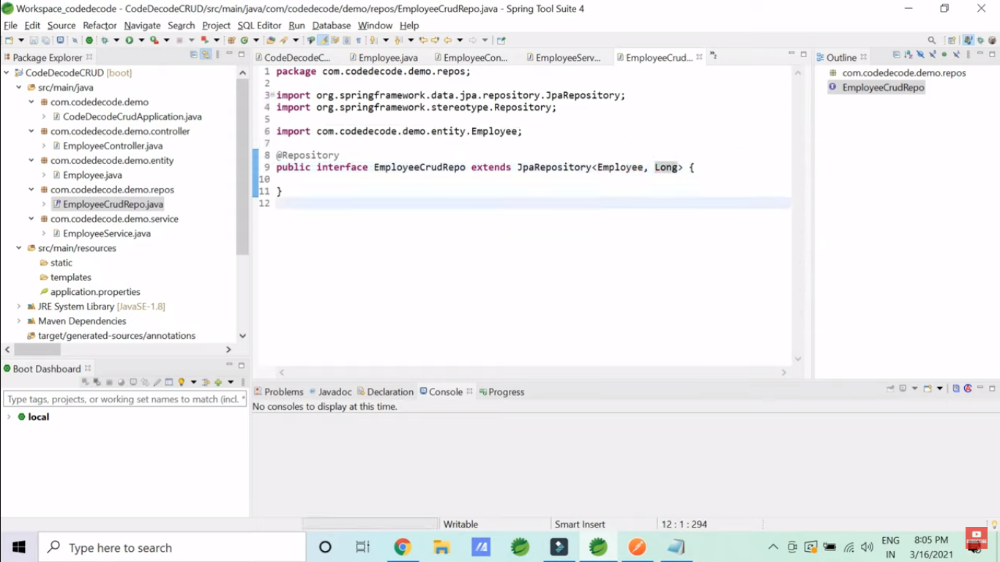 Workspace_codedecode - CodeDecodeCRUD/src/main/java/com/codedecode/demo/repos/EmployeeCrudRepo.java - Spring Tool Suite 4
File Edit Source Refactor Navigate Search Project SQL Editor Run Database Window Help
Package Explorer
CodeDecodeCRUD [boot]
src/main/java
com.codedecode.demo
CodeDecodeCrudApplication.java
com.codedecode.demo.controller
EmployeeController.java
com.codedecode.demo.entity
Employee.java
com.codedecode.demo.repos
EmployeeCrudRepo.java
com.codedecode.demo.service
EmployeeService.java
src/main/resources
static
templates
application.properties
JRE System Library [JavaSE-1.8]
Maven Dependencies
target/generated-sources/annotations
Boot Dashboard
Type tags, projects, or working set names to match (incl. *
local
CodeDecodeC... Employee.java EmployeeCon... EmployeeServ... EmployeeCrud... »2
1 package com.codedecode.demo.repos;
2
3 import org.springframework.data.jpa.repository.JpaRepository;
4 import org.springframework.stereotype.Repository;
5
6 import com.codedecode.demo.entity.Employee;
7
8 @Repository
9 public interface EmployeeCrudRepo extends JpaRepository<Employee, Long> {
10
11 }
12
Outline
com.codedecode.demo.repos
EmployeeCrudRepo
Problems Javadoc Declaration Console Progress
No consoles to display at this time.
Writable Smart Insert 12 : 1 : 294
Type here to search
ENG
IN
8:05 PM
3/16/2021